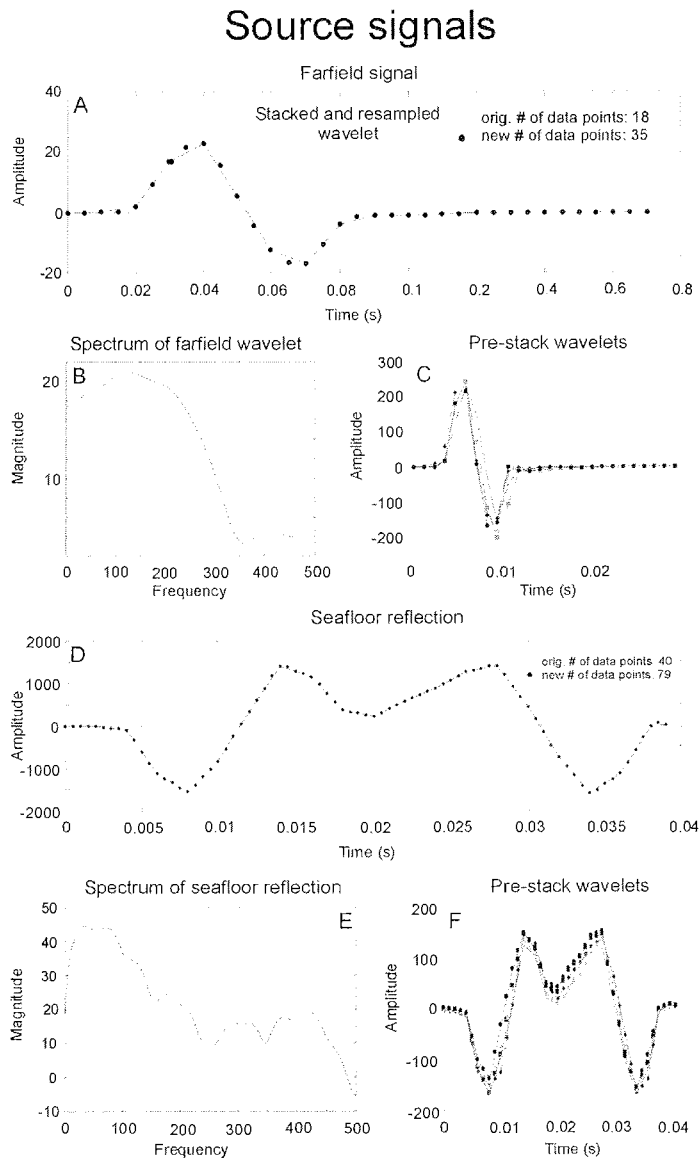 Source signals
Farfield signal
A
Stacked and resampled
wavelet
orig. # of data points: 18
new # of data points: 35
40
20
0
-20
Amplitude
0 0.02 0.04 0.06 0.08 0.1 0.2 0.4 0.6 0.8
Time (s)
Spectrum of farfield wavelet
B
20
10
Magnitude
0 100 200 300 400 500
Frequency
Pre-stack wavelets
C
300
200
100
0
-100
-200
Amplitude
0 0.01 0.02
Time (s)
Seafloor reflection
D
orig. # of data points 40
new # of data points. 79
2000
1000
0
-1000
-2000
Amplitude
0 0.005 0.01 0.015 0.02 0.025 0.03 0.035 0.04
Time (s)
Spectrum of seafloor reflection
E
50
40
30
20
10
0
-10
Magnitude
0 100 200 300 400 500
Frequency
Pre-stack wavelets
F
200
100
0
-100
-200
Amplitude
0 0.01 0.02 0.03 0.04
Time (s)